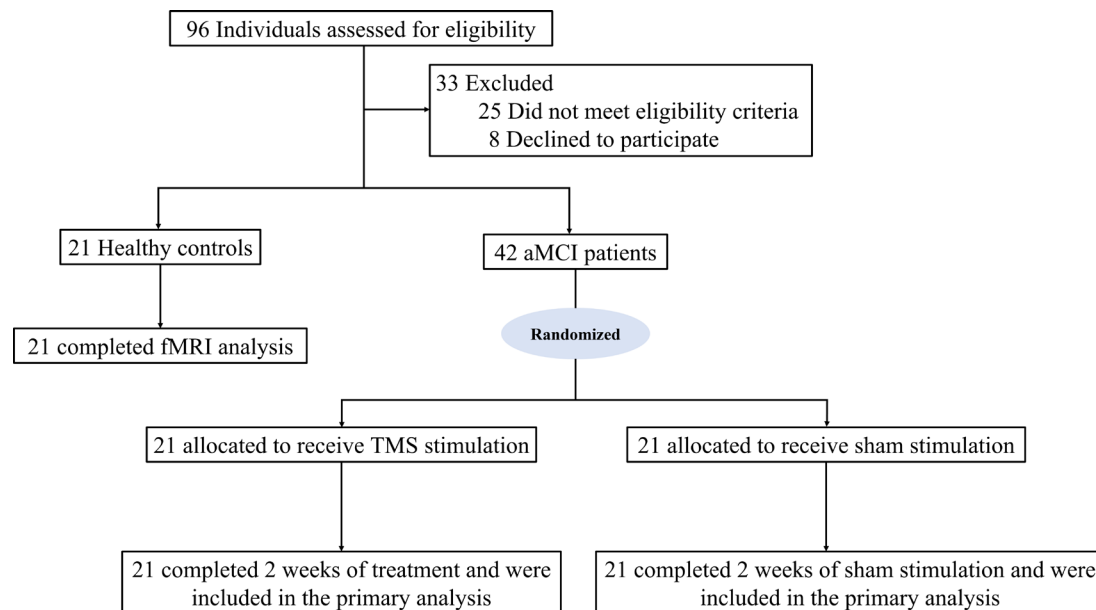 96 Individuals assessed for eligibility
33 Excluded
25 Did not meet eligibility criteria
8 Declined to participate
21 Healthy controls
42 aMCI patients
21 completed fMRI analysis
Randomized
21 allocated to receive TMS stimulation
21 allocated to receive sham stimulation
21 completed 2 weeks of treatment and were
included in the primary analysis
21 completed 2 weeks of sham stimulation and were
included in the primary analysis